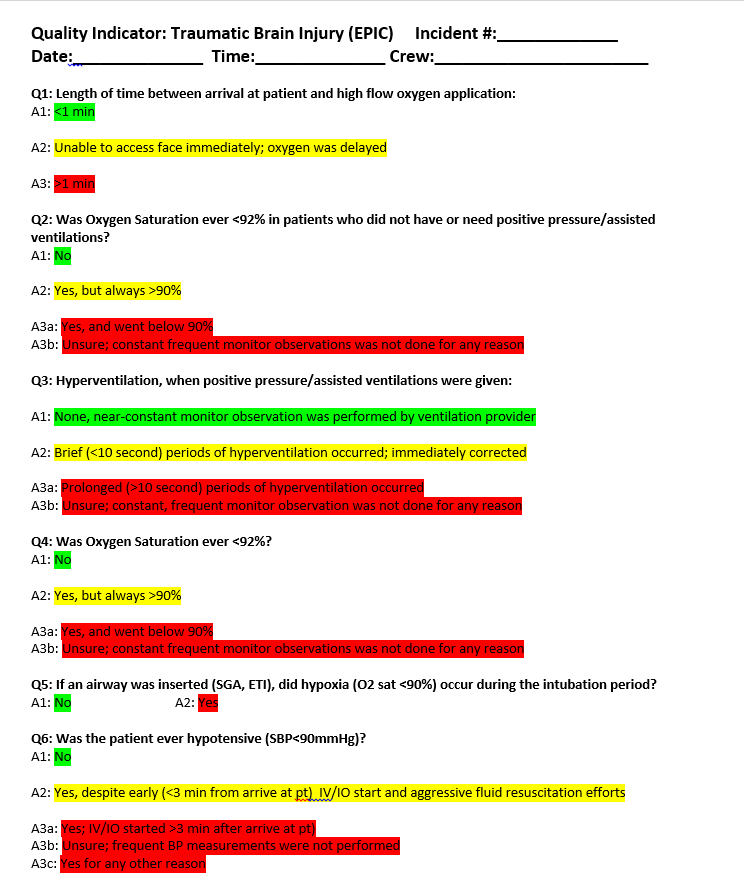 Quality Indicator: Traumatic Brain Injury (EPIC) Incident #:______________
Date:_______________ Time:_______________ Crew:_________________________
Q1: Length of time between arrival at patient and high flow oxygen application:
A1: <1 min
A2: Unable to access face immediately; oxygen was delayed
A3: >1 min
Q2: Was Oxygen Saturation ever <92% in patients who did not have or need positive pressure/assisted
ventilations?
A1: No
A2: Yes, but always >90%
A3a: Yes, and went below 90%
A3b: Unsure; constant frequent monitor observations was not done for any reason
Q3: Hyperventilation, when positive pressure/assisted ventilations were given:
A1: None, near-constant monitor observation was performed by ventilation provider
A2: Brief (<10 second) periods of hyperventilation occurred; immediately corrected
A3a: Prolonged (>10 second) periods of hyperventilation occurred
A3b: Unsure; constant, frequent monitor observation was not done for any reason
Q4: Was Oxygen Saturation ever <92%?
A1: No
A2: Yes, but always >90%
A3a: Yes, and went below 90%
A3b: Unsure; constant frequent monitor observations was not done for any reason
Q5: If an airway was inserted (SGA, ETI), did hypoxia (O2 sat <90%) occur during the intubation period?
A1: No A2: Yes
Q6: Was the patient ever hypotensive (SBP<90mmHg)?
A1: No
A2: Yes, despite early (<3 min from arrive at pt) IV/IO start and aggressive fluid resuscitation efforts
A3a: Yes; IV/IO started >3 min after arrive at pt)
A3b: Unsure; frequent BP measurements were not performed
A3c: Yes for any other reason